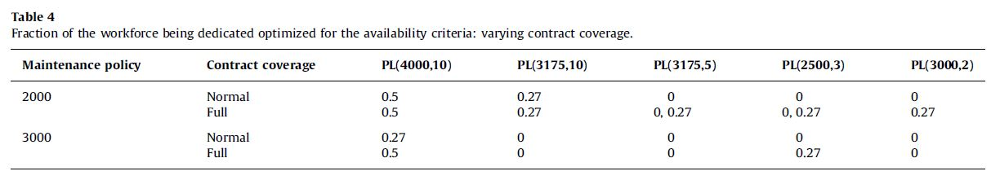 Table 4
Fraction of the workforce being dedicated optimized for the availability criteria: varying contract coverage.
Maintenance policy Contract coverage PL(4000,10) PL(3175,10) PL(3175,5) PL(2500,3) PL(3000,2)
2000 Normal 0.5 0.27 0 0 0
Full 0.5 0.27 0, 0.27 0, 0.27 0.27
3000 Normal 0.27 0 0 0 0
Full 0.5 0 0 0.27 0